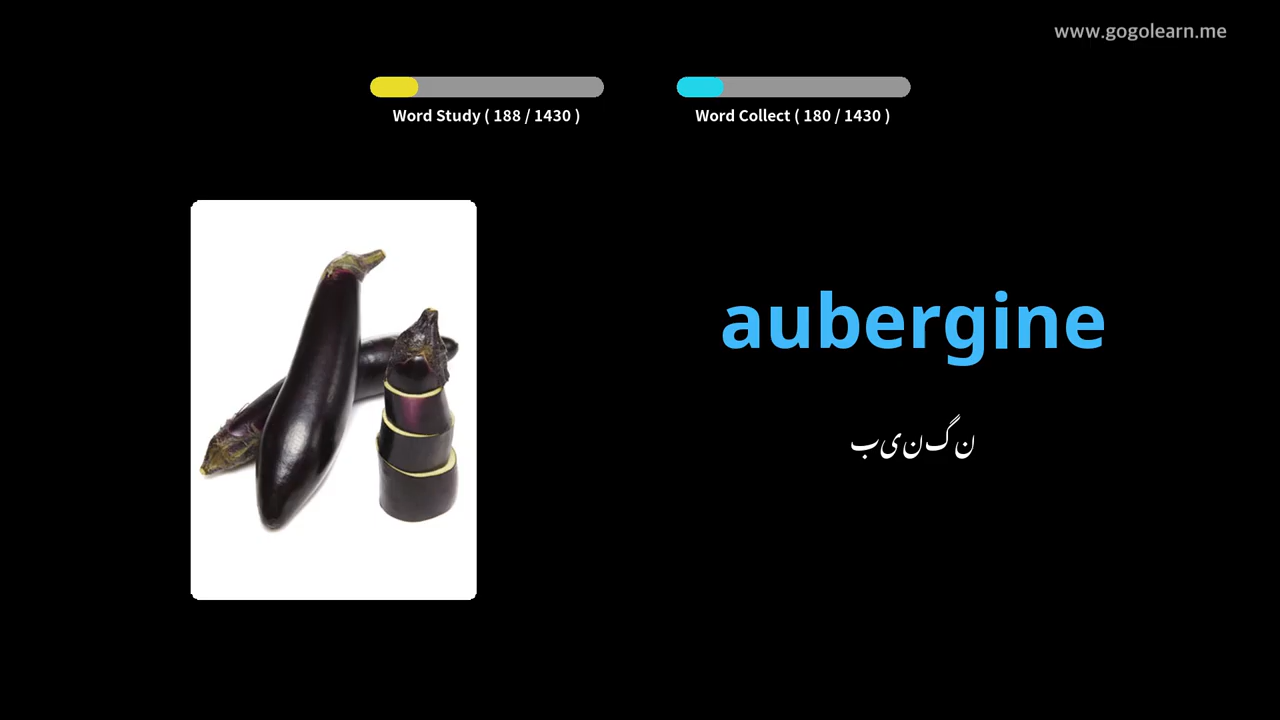 www.gogolearn.me
Word Study ( 188 / 1430 )
Word Collect ( 180 / 1430 )
aubergine
ن گ ن ی ب